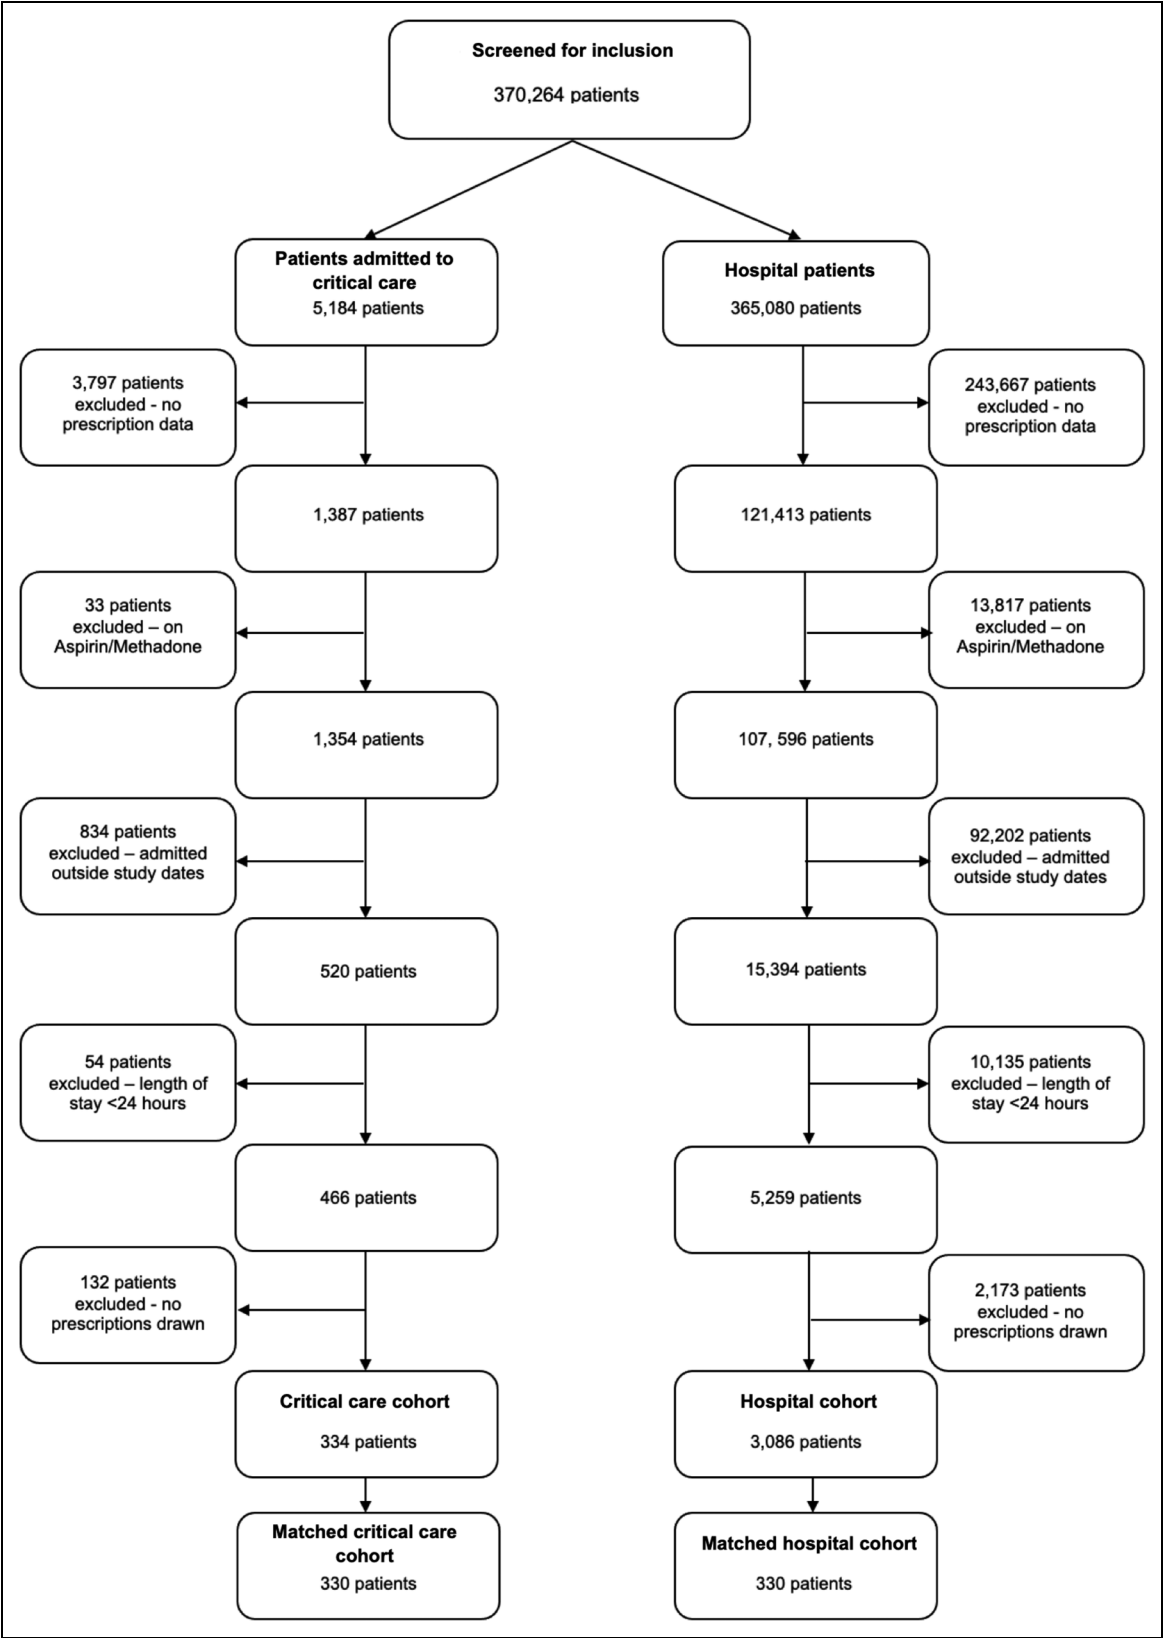 Screened for inclusion
370,264 patients
Patients admitted to
critical care
5,184 patients
Hospital patients
365,080 patients
3,797 patients
excluded - no
prescription data
243,667 patients
excluded - no
prescription data
1,387 patients
121,413 patients
33 patients
excluded – on
Aspirin/Methadone
13,817 patients
excluded – on
Aspirin/Methadone
1,354 patients
107, 596 patients
834 patients
excluded – admitted
outside study dates
92,202 patients
excluded – admitted
outside study dates
520 patients
15,394 patients
54 patients
excluded – length of
stay <24 hours
10,135 patients
excluded – length of
stay <24 hours
466 patients
5,259 patients
132 patients
excluded - no
prescriptions drawn
2,173 patients
excluded - no
prescriptions drawn
Critical care cohort
334 patients
Hospital cohort
3,086 patients
Matched critical care
cohort
330 patients
Matched hospital cohort
330 patients